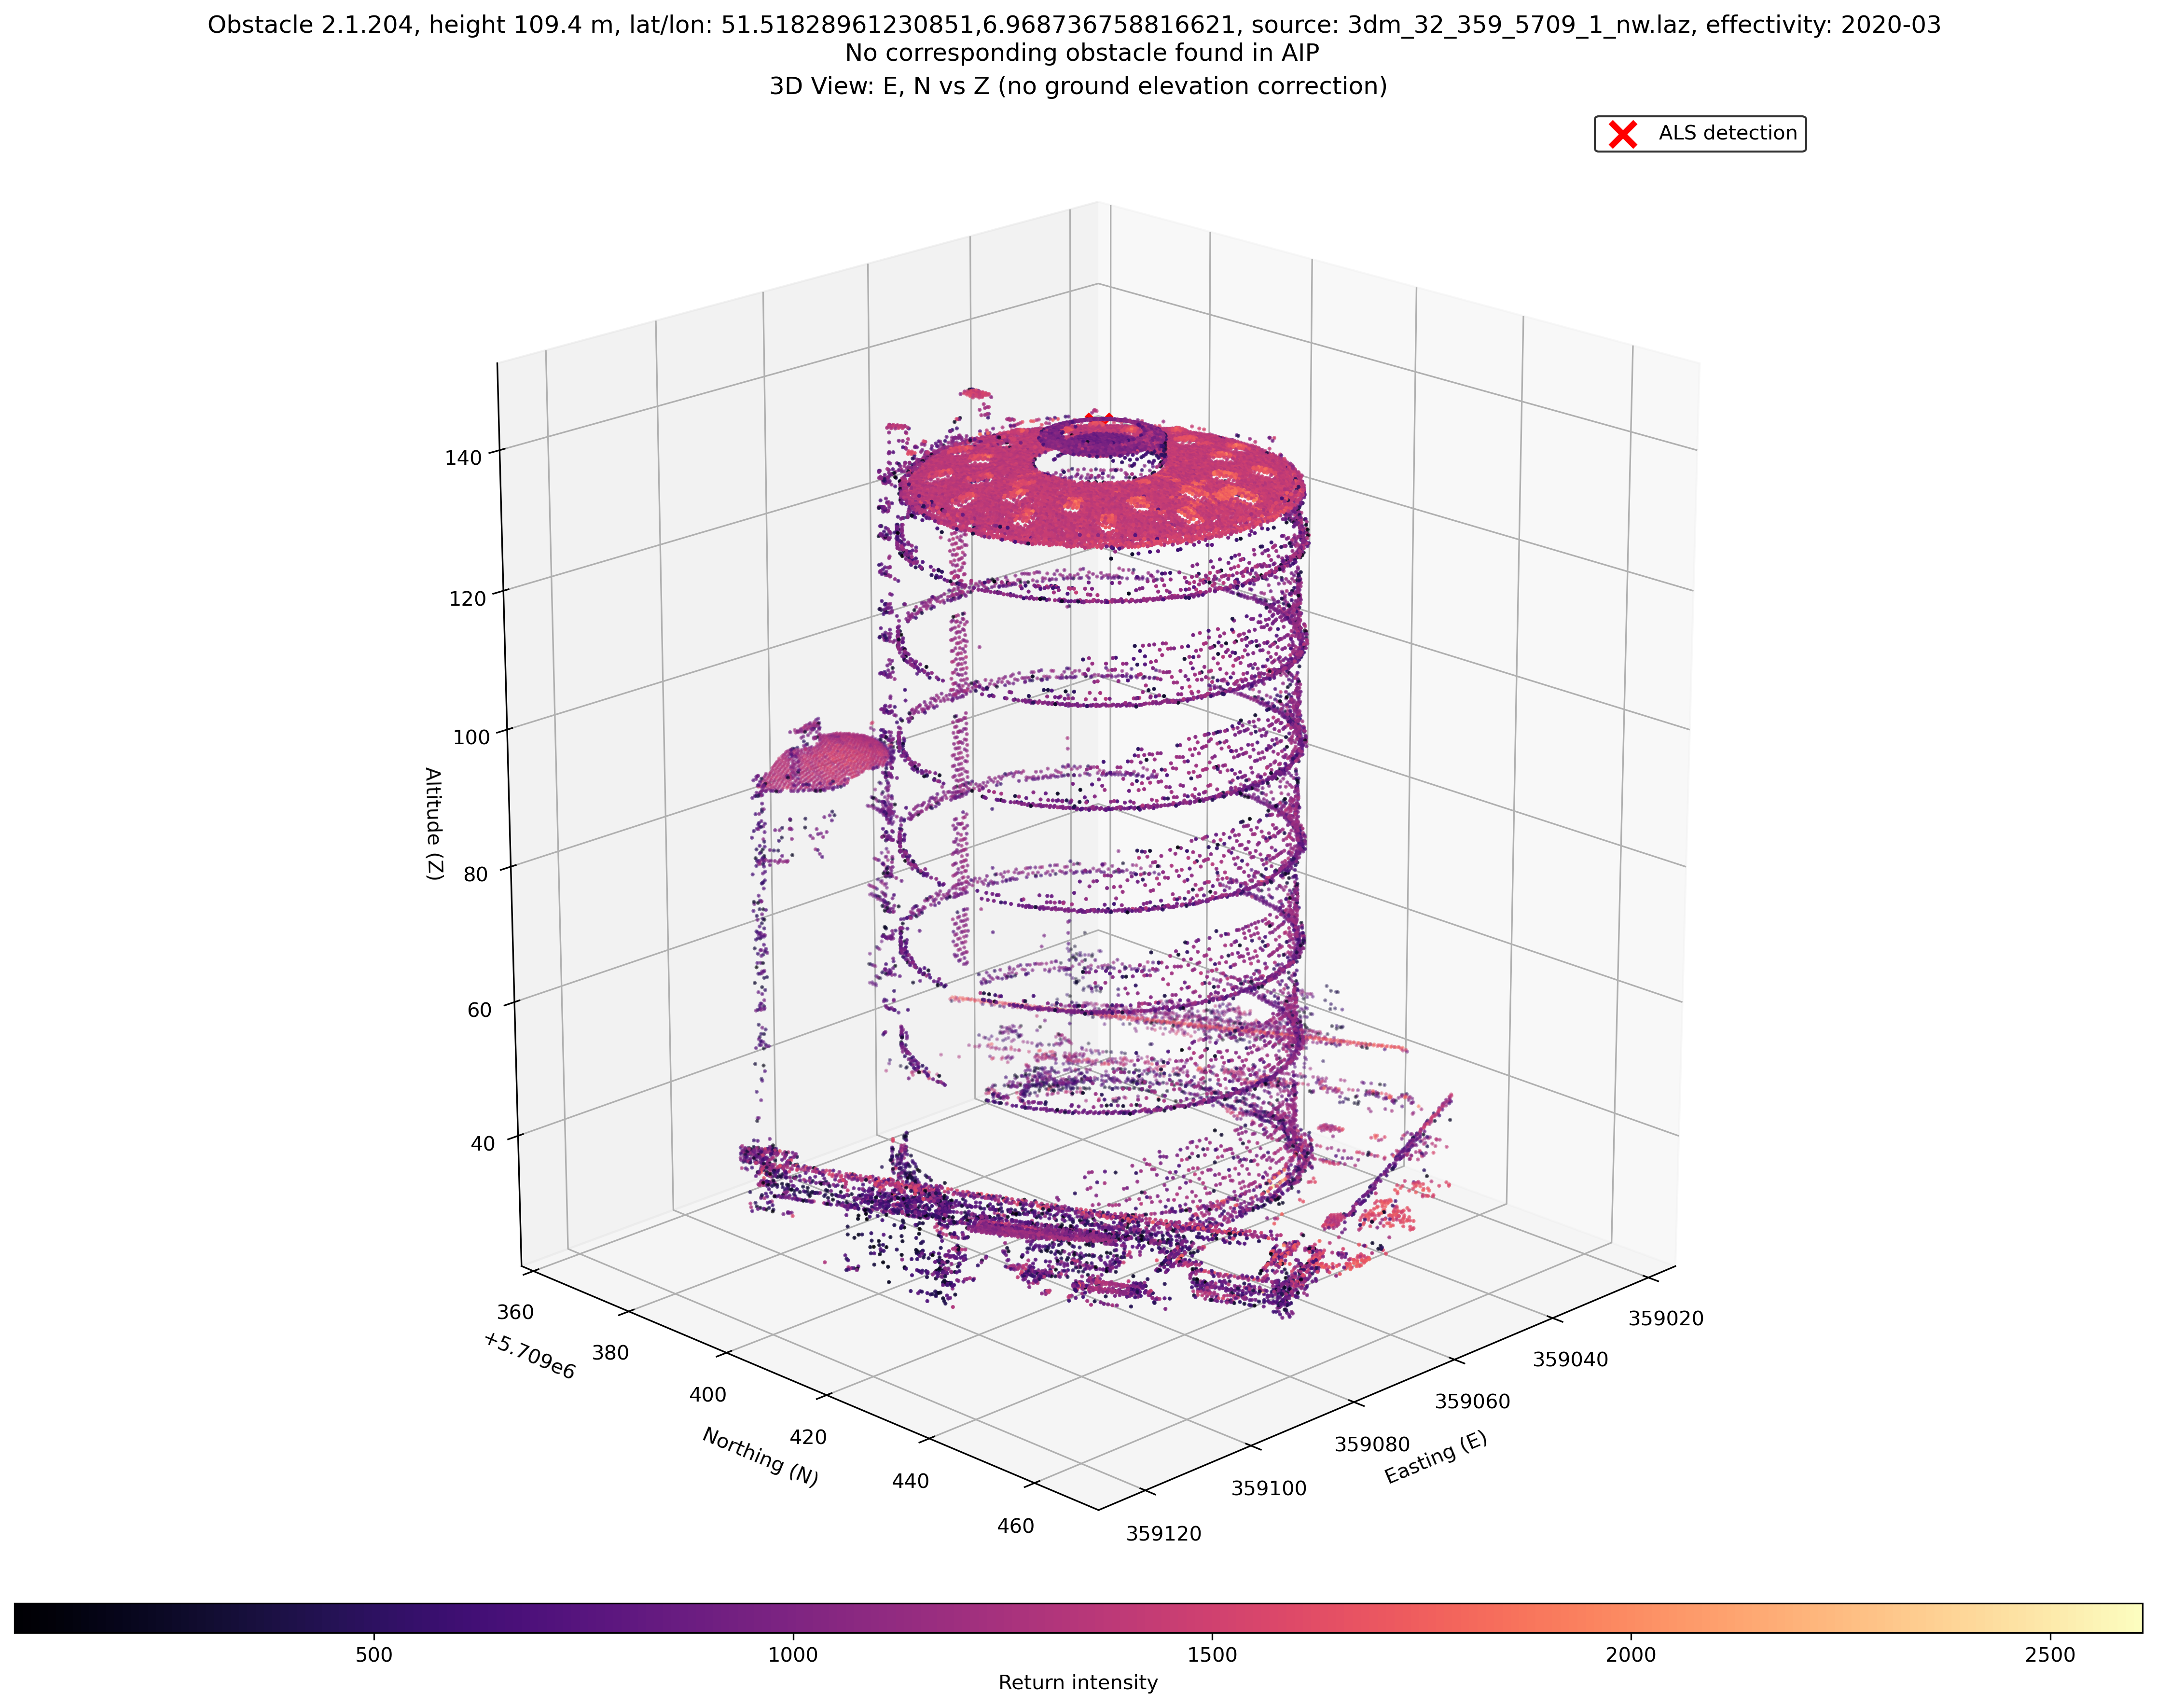 Obstacle 2.1.204, height 109.4 m, lat/lon: 51.51828961230851,6.968736758816621, source: 3dm_32_359_5709_1_nw.laz, effectivity: 2020-03
No corresponding obstacle found in AIP
3D View: E, N vs Z (no ground elevation correction)
ALS detection
140
120
100
80
60
40
Altitude (Z)
360
380
400
420
440
460
+5.709e6
Northing (N)
359020
359040
359060
359080
359100
359120
Easting (E)
500
1000
1500
2000
2500
Return intensity